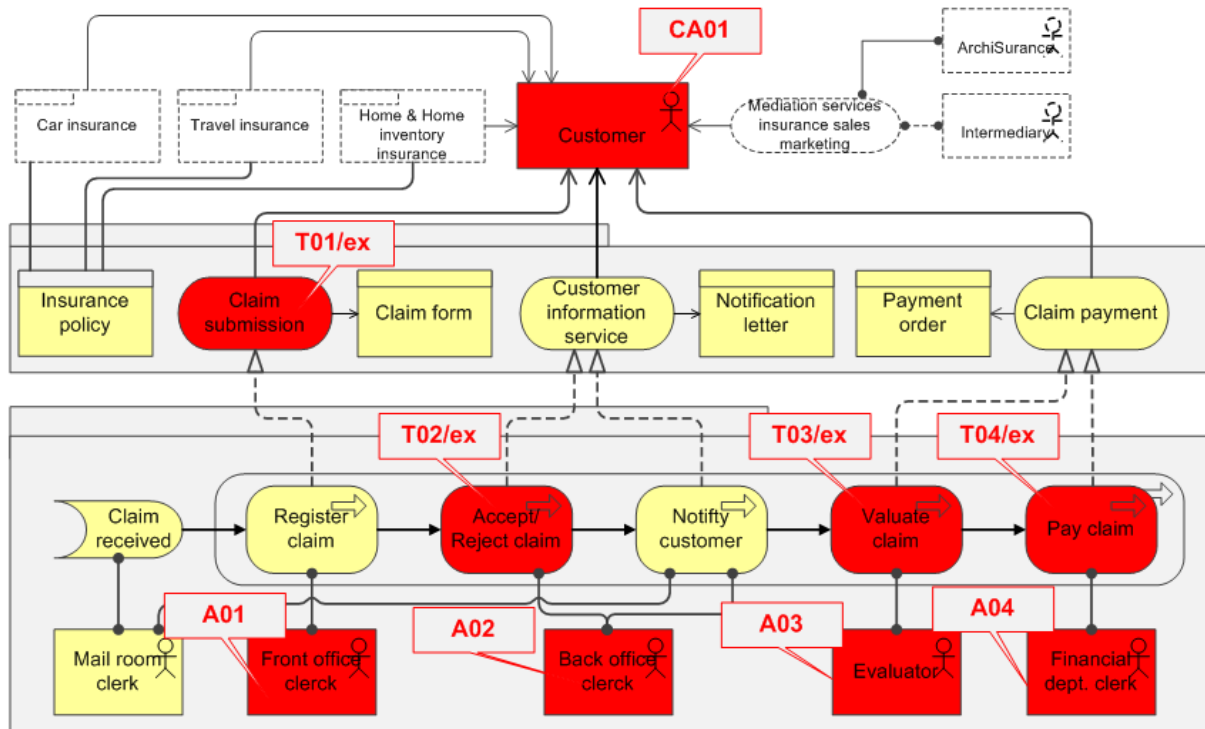 CA01
ArchiSurance
Car insurance
Travel insurance
Home & Home
inventory
insurance
Customer
Mediation services
insurance sales
marketing
Intermediary
T01/ex
Insurance
policy
Claim
submission
Claim form
Customer
information
service
Notification
letter
Payment
order
Claim payment
T02/ex
T03/ex
T04/ex
Claim
received
Register
claim
Accept/
Reject claim
Notifty
customer
Valuate
claim
Pay claim
A01
A02
A03
A04
Mail room
clerk
Front office
clerck
Back office
clerck
Evaluator
Financial
dept. clerk